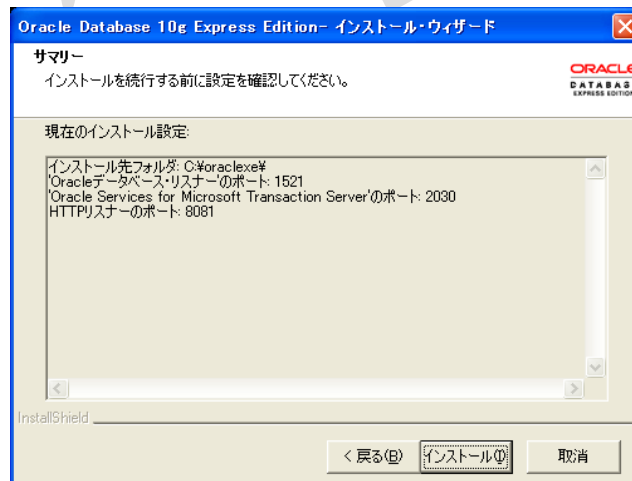 Oracle Database 10g Express Edition- インストール・ウィザード
サマリー
インストールを続行する前に設定を確認してください。
ORACLE
DATABASE
EXPRESS EDITION
現在のインストール設定:
インストール先フォルダ: C:¥oraclexe¥
'Oracleデータベース・リスナー'のポート: 1521
'Oracle Services for Microsoft Transaction Server'のポート: 2030
HTTPリスナーのポート: 8081
InstallShield
< 戻る(B)
インストール(I)
取消